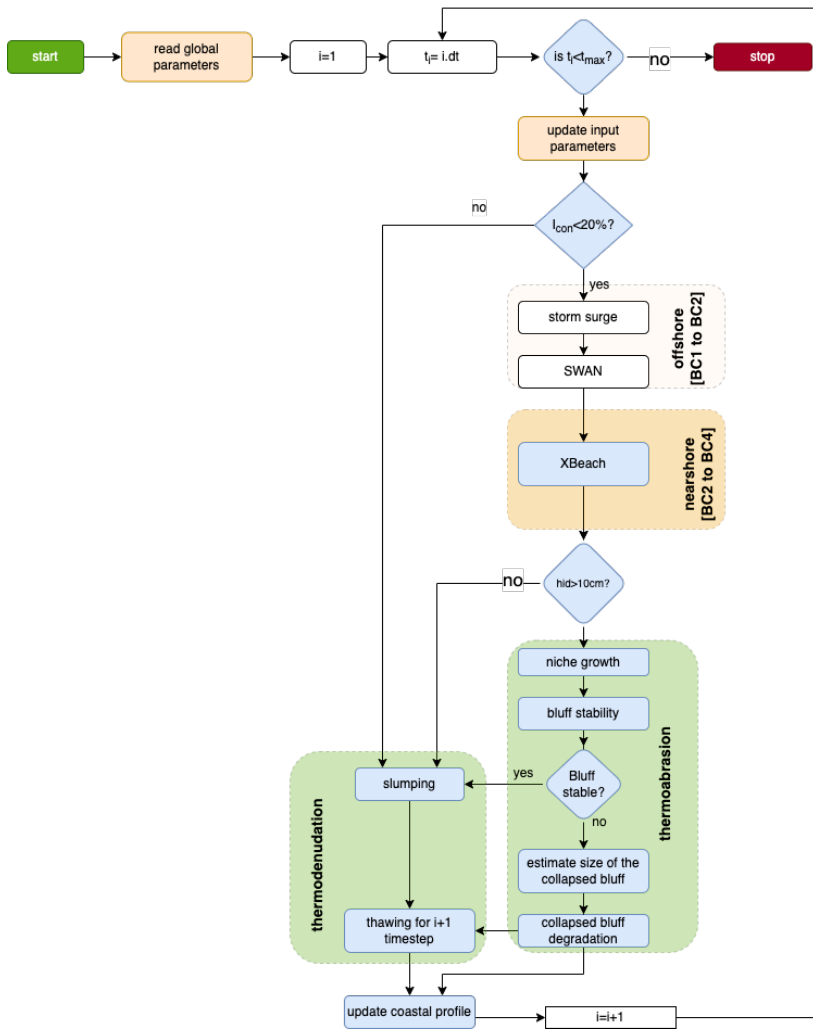 start
read global
parameters
i=1
tᵢ= i.dt
is tᵢ<tₘₐₓ?
no
stop
update input
parameters
no
I_con<20%?
yes
storm surge
SWAN
offshore
[BC1 to BC2]
XBeach
nearshore
[BC2 to BC4]
no
hid>10cm?
niche growth
bluff stability
Bluff
stable?
yes
no
thermoabrasion
slumping
thermodenudation
estimate size of the
collapsed bluff
thawing for i+1
timestep
collapsed bluff
degradation
update coastal profile
i=i+1